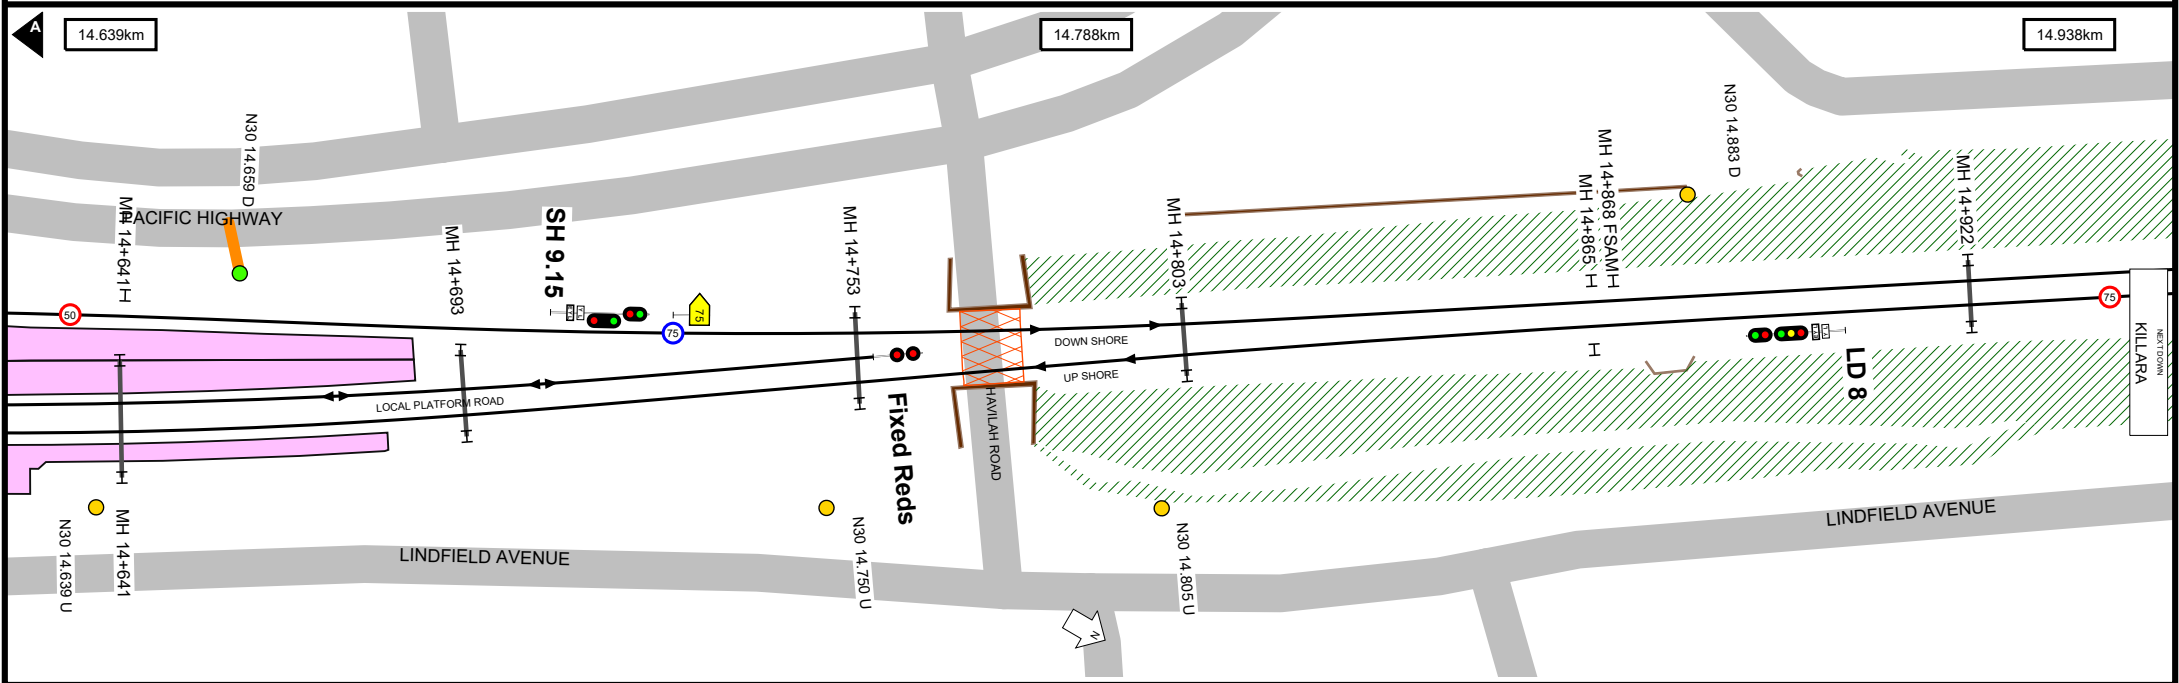 A
14.639km
14.788km
14.938km
N30 14.659 D
PACIFIC HIGHWAY
MH 14+641
MH 14+693
SH 9.15
MH 14+753
MH 14+803
MH 14+868 FSAMH
MH 14+865
N30 14.883 D
MH 14+922
50
75
75
75
DOWN SHORE
UP SHORE
LOCAL PLATFORM ROAD
Fixed Reds
HAVILAH ROAD
LD 8
NEXT DOWN
KILLARA
N30 14.639 U
MH 14+641
LINDFIELD AVENUE
N30 14.750 U
N30 14.805 U
LINDFIELD AVENUE
N